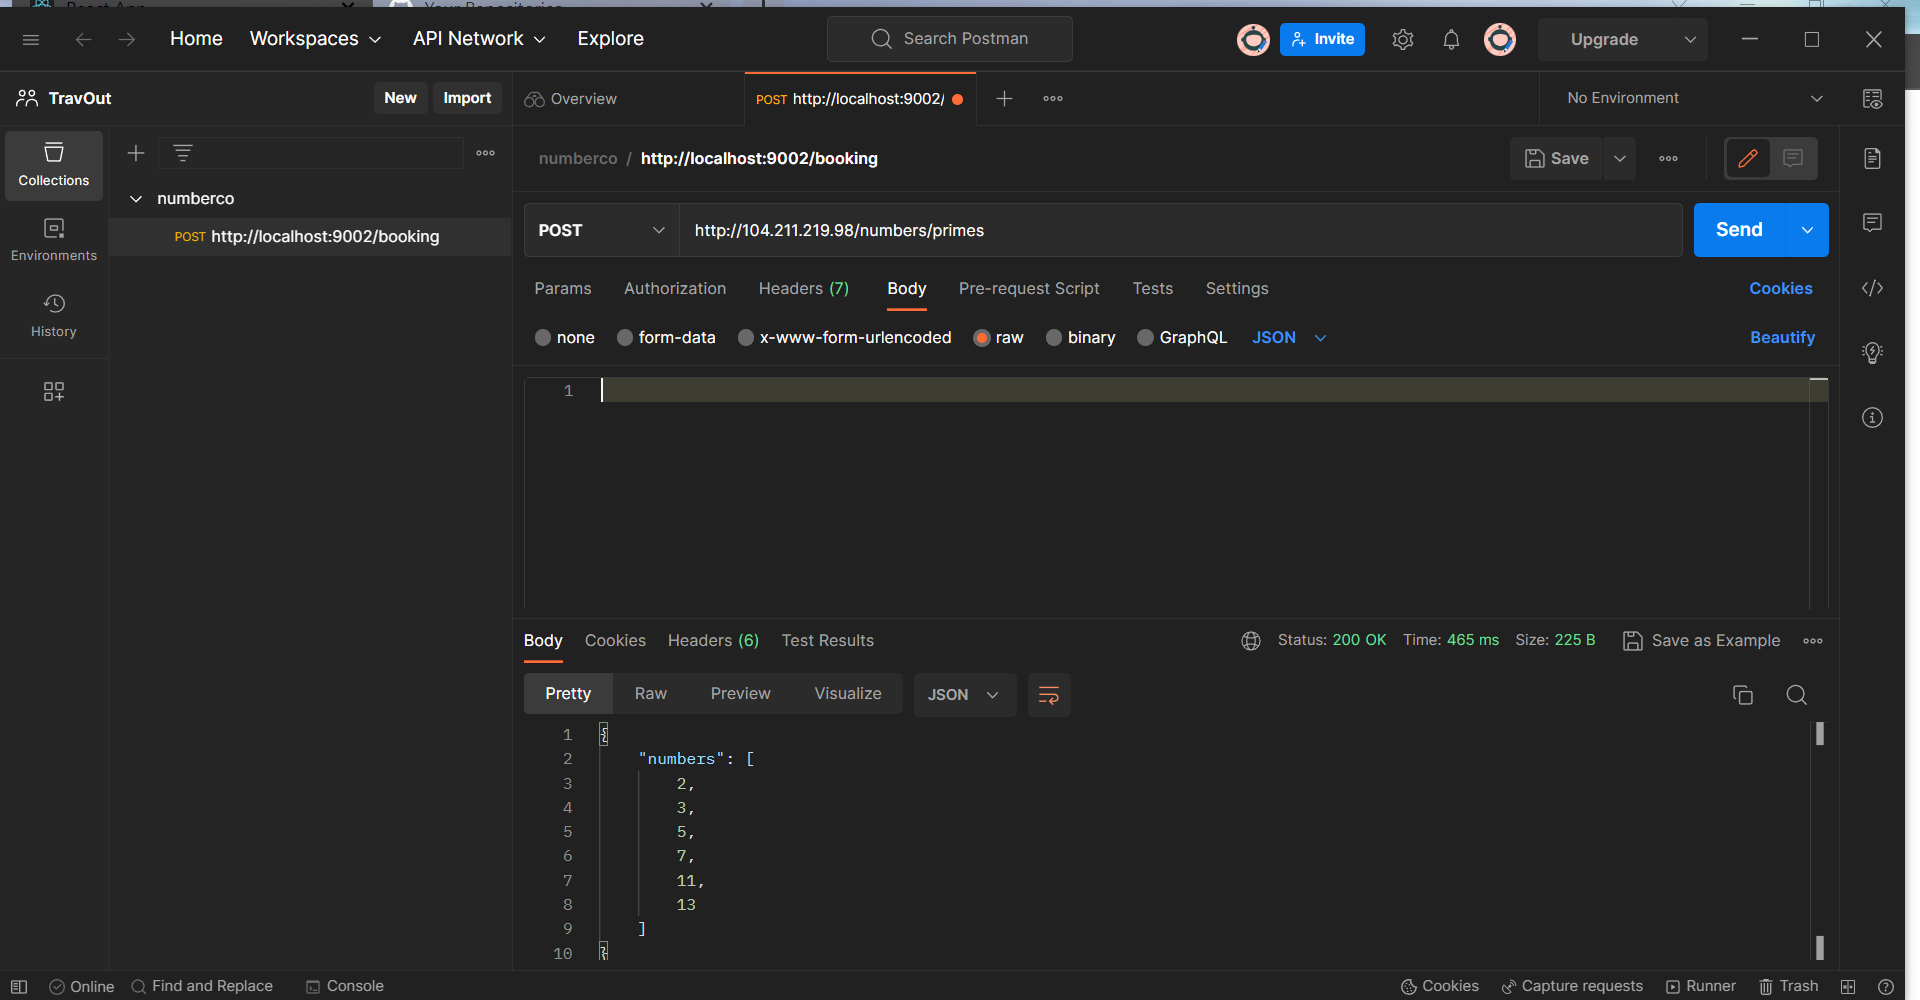 React App
Your Repositories
Home
Workspaces
API Network
Explore
Search Postman
Invite
Upgrade
TravOut
New
Import
Overview
POST http://localhost:9002/
No Environment
Collections
Environments
History
numberco
POST http://localhost:9002/booking
numberco / http://localhost:9002/booking
Save
POST
http://104.211.219.98/numbers/primes
Send
Params
Authorization
Headers (7)
Body
Pre-request Script
Tests
Settings
Cookies
none
form-data
x-www-form-urlencoded
raw
binary
GraphQL
JSON
Beautify
1
Body
Cookies
Headers (6)
Test Results
Status: 200 OK
Time: 465 ms
Size: 225 B
Save as Example
Pretty
Raw
Preview
Visualize
JSON
1 {
2 "numbers": [
3 2,
4 3,
5 5,
6 7,
7 11,
8 13
9 ]
10 }
Online
Find and Replace
Console
Cookies
Capture requests
Runner
Trash